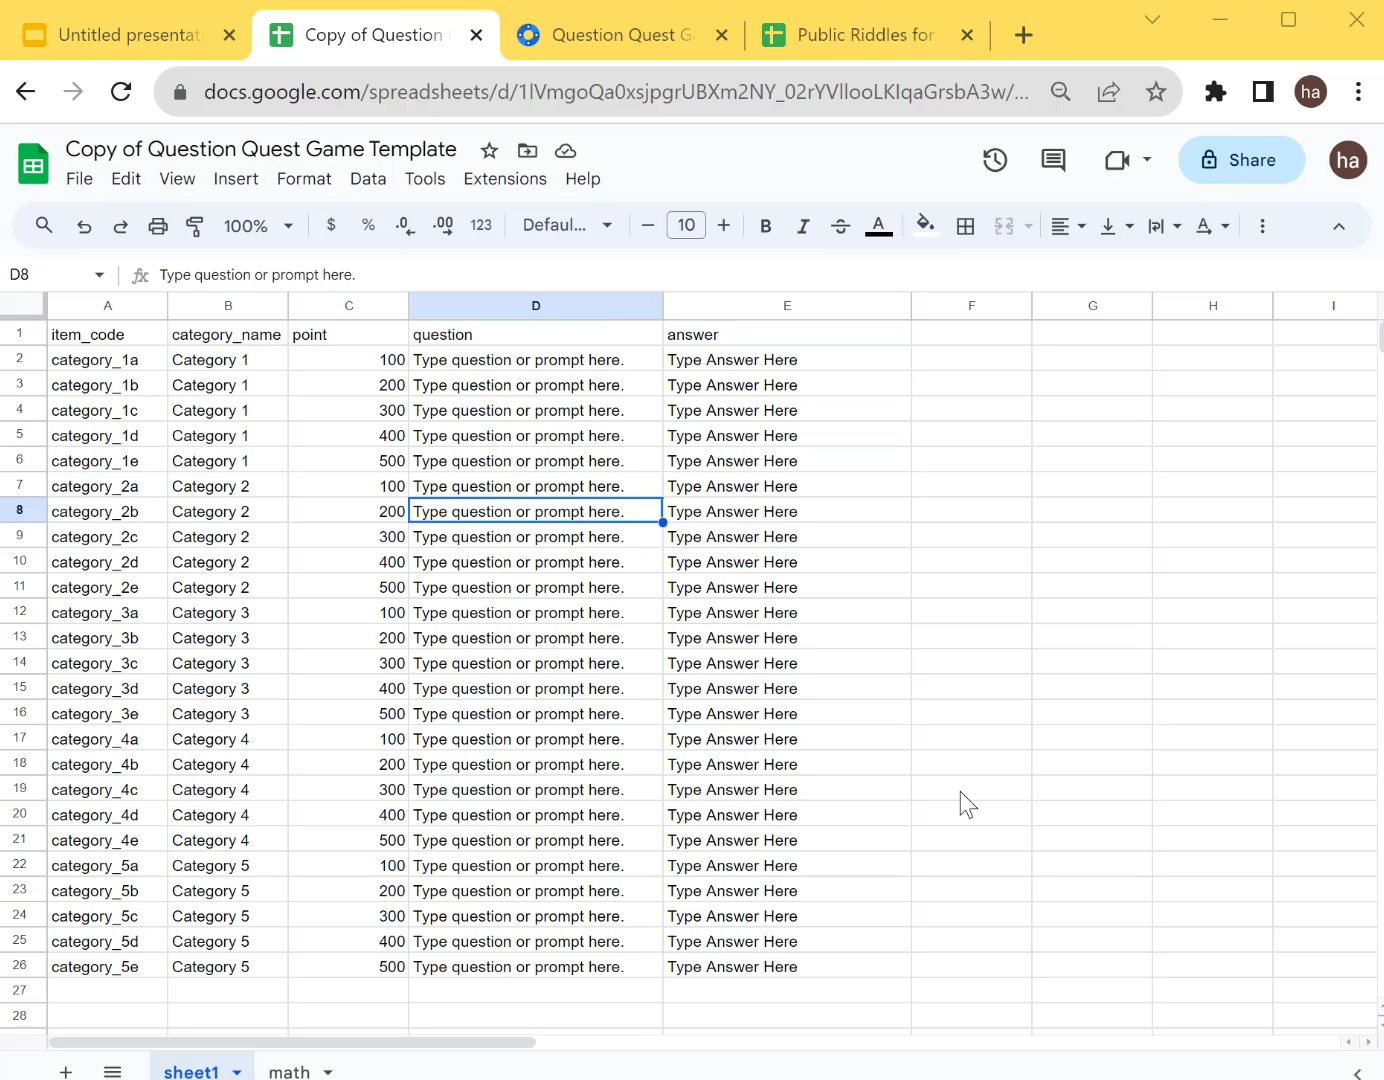 Untitled presentat
Copy of Question
Question Quest G
Public Riddles for
docs.google.com/spreadsheets/d/1lVmgoQa0xsjpgrUBXm2NY_02rYVllooLKIqaGrsbA3w/...
ha
Copy of Question Quest Game Template
File Edit View Insert Format Data Tools Extensions Help
Share
ha
100% $ % .0 .00 123 Defaul... 10 B I A A
D8 fx Type question or prompt here.
A B C D E F G H I
1 item_code category_name point question answer
2 category_1a Category 1 100 Type question or prompt here. Type Answer Here
3 category_1b Category 1 200 Type question or prompt here. Type Answer Here
4 category_1c Category 1 300 Type question or prompt here. Type Answer Here
5 category_1d Category 1 400 Type question or prompt here. Type Answer Here
6 category_1e Category 1 500 Type question or prompt here. Type Answer Here
7 category_2a Category 2 100 Type question or prompt here. Type Answer Here
8 category_2b Category 2 200 Type question or prompt here. Type Answer Here
9 category_2c Category 2 300 Type question or prompt here. Type Answer Here
10 category_2d Category 2 400 Type question or prompt here. Type Answer Here
11 category_2e Category 2 500 Type question or prompt here. Type Answer Here
12 category_3a Category 3 100 Type question or prompt here. Type Answer Here
13 category_3b Category 3 200 Type question or prompt here. Type Answer Here
14 category_3c Category 3 300 Type question or prompt here. Type Answer Here
15 category_3d Category 3 400 Type question or prompt here. Type Answer Here
16 category_3e Category 3 500 Type question or prompt here. Type Answer Here
17 category_4a Category 4 100 Type question or prompt here. Type Answer Here
18 category_4b Category 4 200 Type question or prompt here. Type Answer Here
19 category_4c Category 4 300 Type question or prompt here. Type Answer Here
20 category_4d Category 4 400 Type question or prompt here. Type Answer Here
21 category_4e Category 4 500 Type question or prompt here. Type Answer Here
22 category_5a Category 5 100 Type question or prompt here. Type Answer Here
23 category_5b Category 5 200 Type question or prompt here. Type Answer Here
24 category_5c Category 5 300 Type question or prompt here. Type Answer Here
25 category_5d Category 5 400 Type question or prompt here. Type Answer Here
26 category_5e Category 5 500 Type question or prompt here. Type Answer Here
27
28
sheet1 math